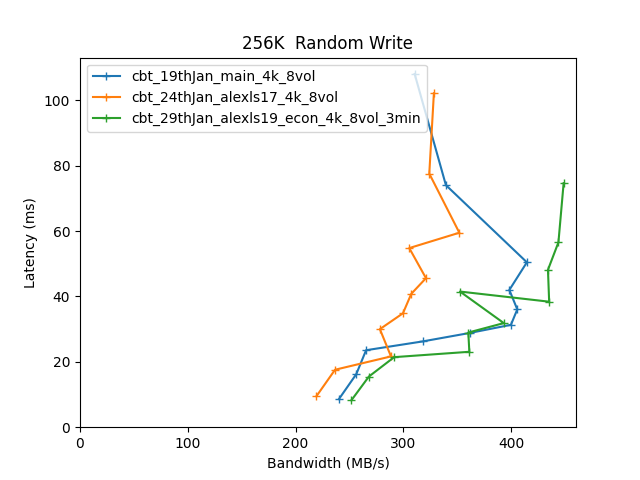 256K  Random Write
cbt_19thJan_main_4k_8vol
cbt_24thJan_alexls17_4k_8vol
cbt_29thJan_alexls19_econ_4k_8vol_3min
Latency (ms)
100
80
60
40
20
0
0 100 200 300 400
Bandwidth (MB/s)